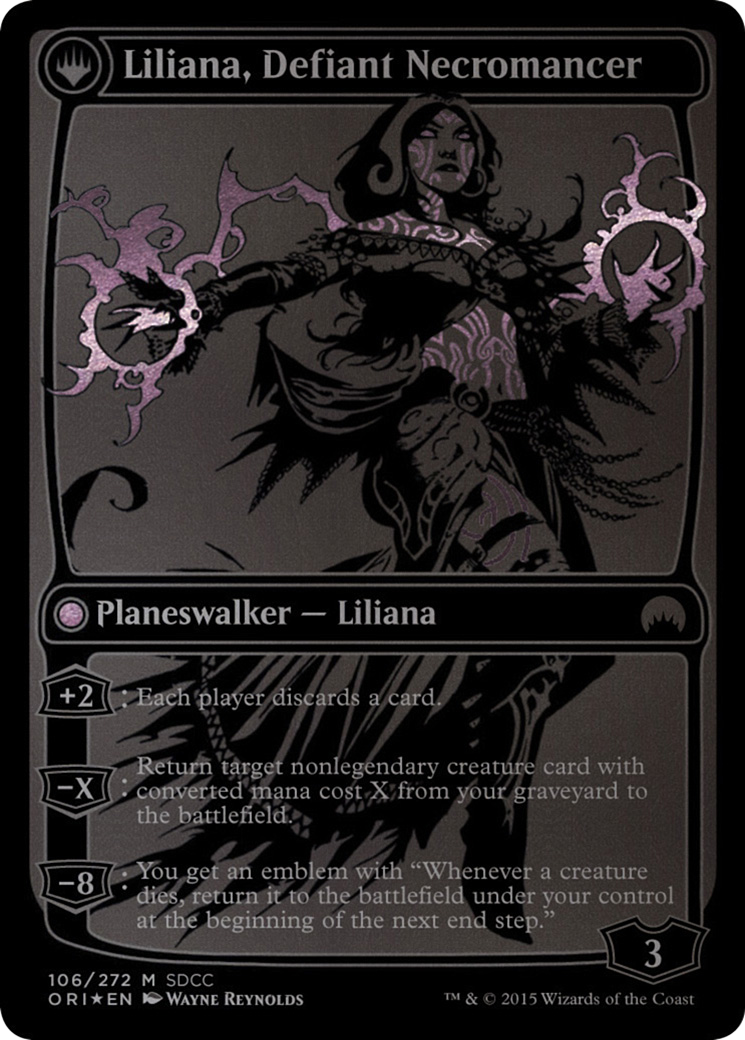 Liliana, Defiant Necromancer
Planeswalker — Liliana
+2 : Each player discards a card.
−X : Return target nonlegendary creature card with
converted mana cost X from your graveyard to
the battlefield.
−8 : You get an emblem with “Whenever a creature
dies, return it to the battlefield under your control
at the beginning of the next end step.”
3
106/272 M SDCC
ORI★EN Wayne Reynolds
™ & © 2015 Wizards of the Coast